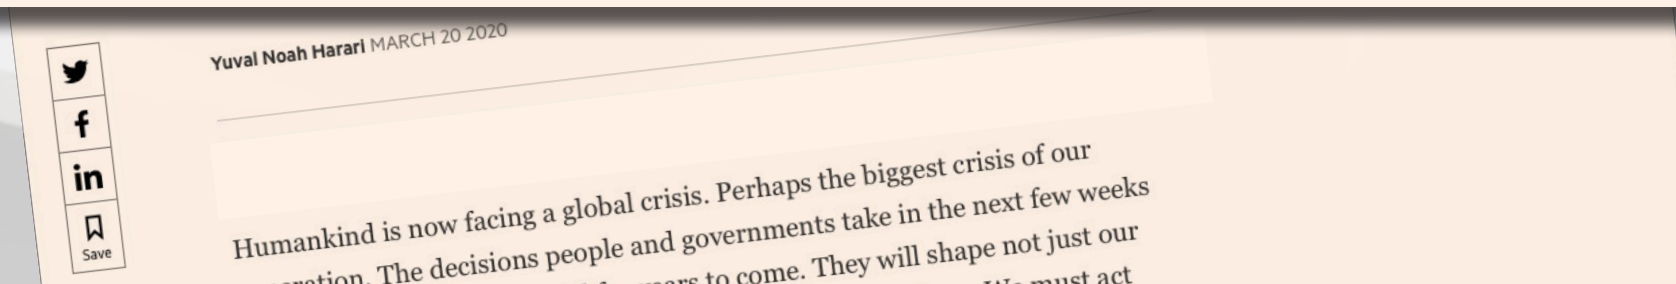 Yuval Noah Harari MARCH 20 2020
Save
Humankind is now facing a global crisis. Perhaps the biggest crisis of our
The decisions people and governments take in the next few weeks
to come. They will shape not just our
must act